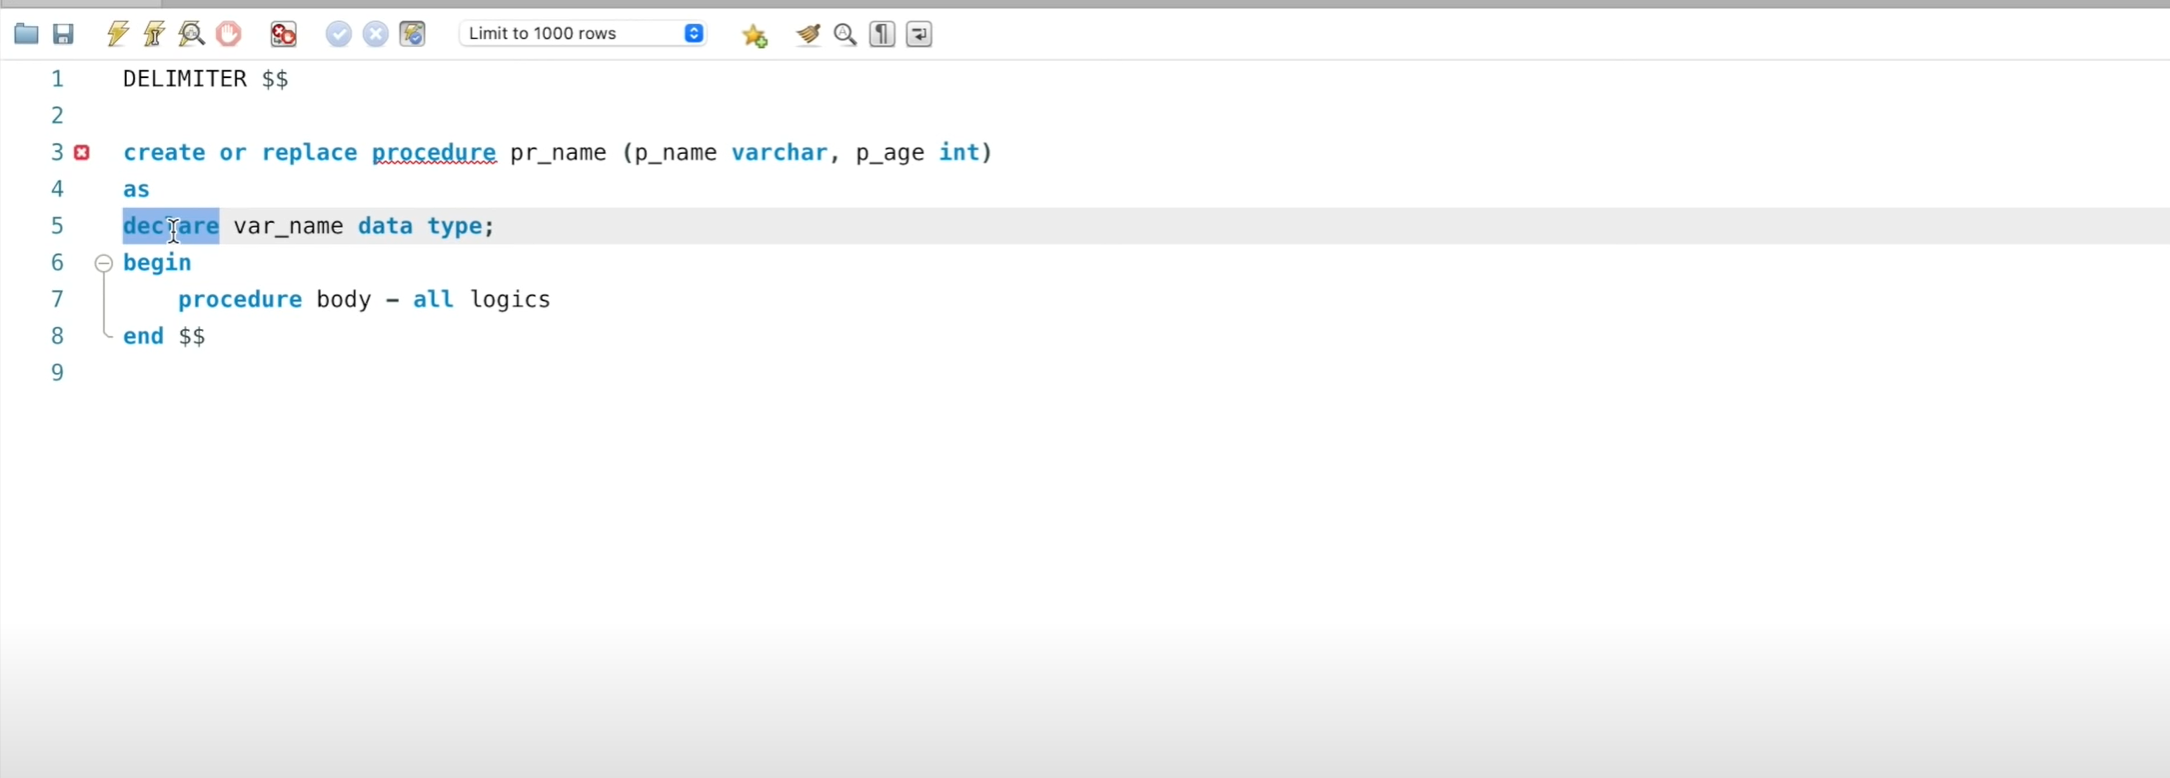 Limit to 1000 rows
1 DELIMITER $$
2
3 create or replace procedure pr_name (p_name varchar, p_age int)
4 as
5 declare var_name data type;
6 begin
7 procedure body - all logics
8 end $$
9